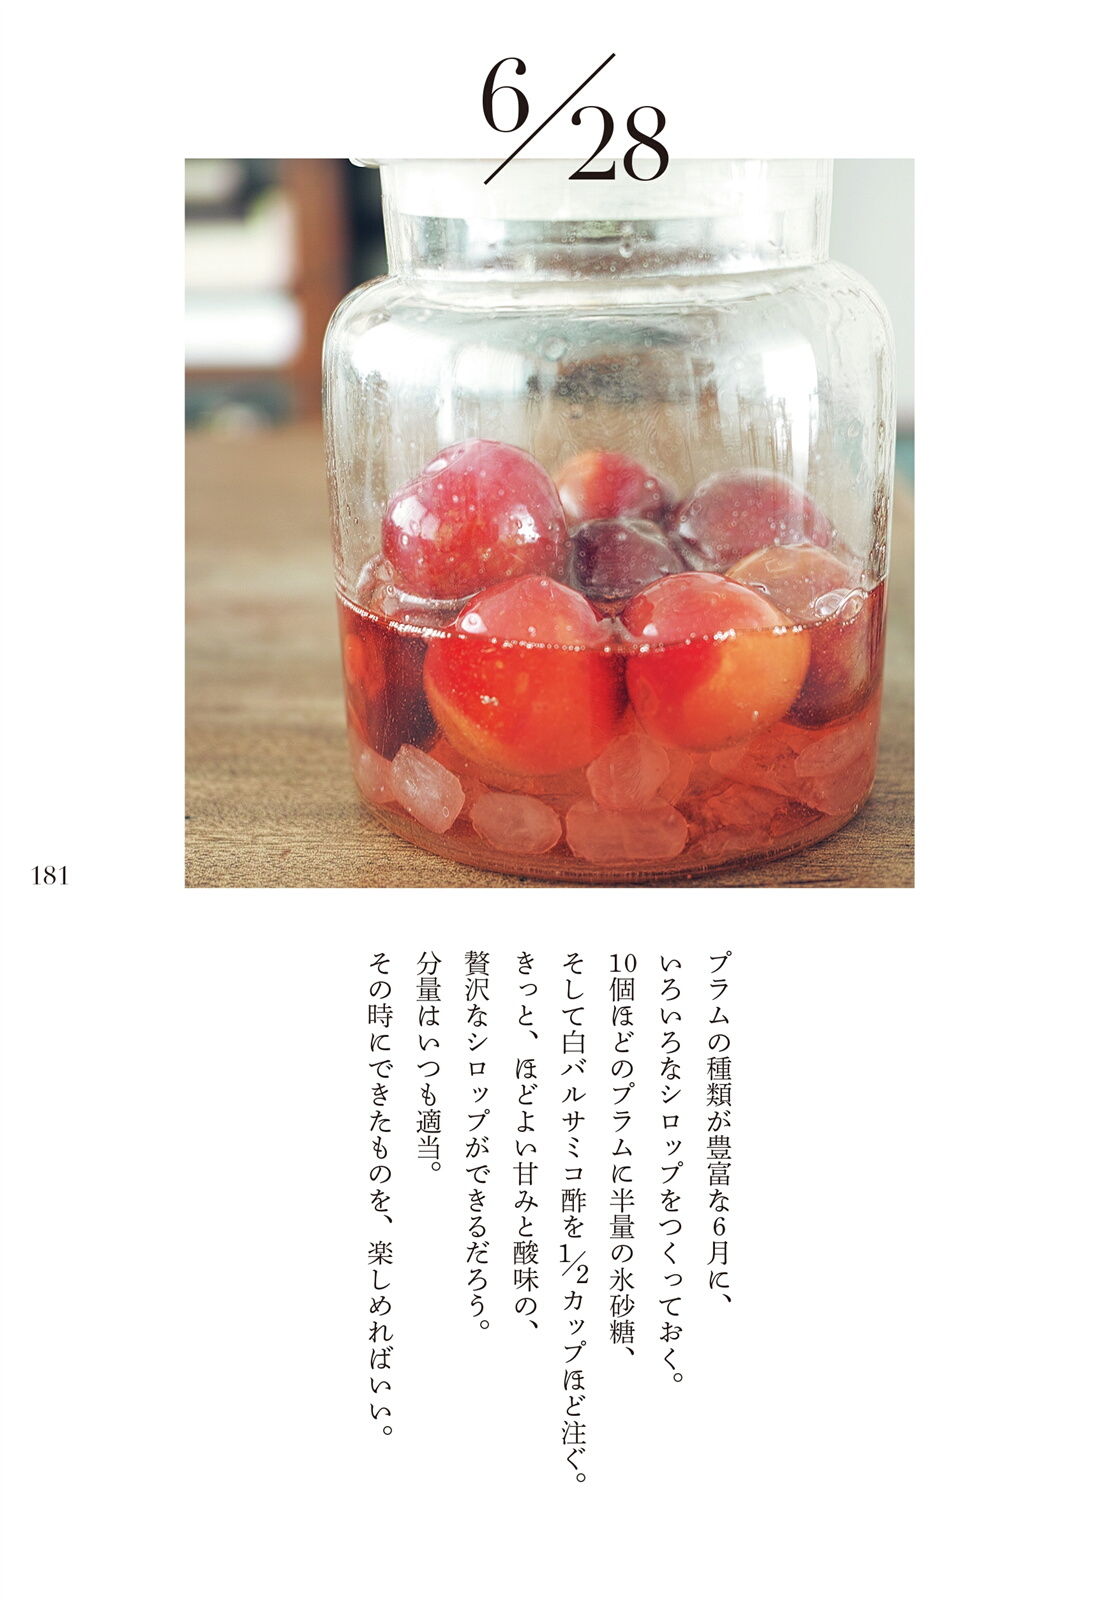 6/28
181
プラムの種類が豊富な6月に、
いろいろなシロップをつくっておく。
10個ほどのプラムに半量の氷砂糖、
そして白バルサミコ酢を1/2カップほど注ぐ。
きっと、ほどよい甘みと酸味の、
贅沢なシロップができるだろう。
分量はいつも適当。
その時にできたものを、楽しめればいい。